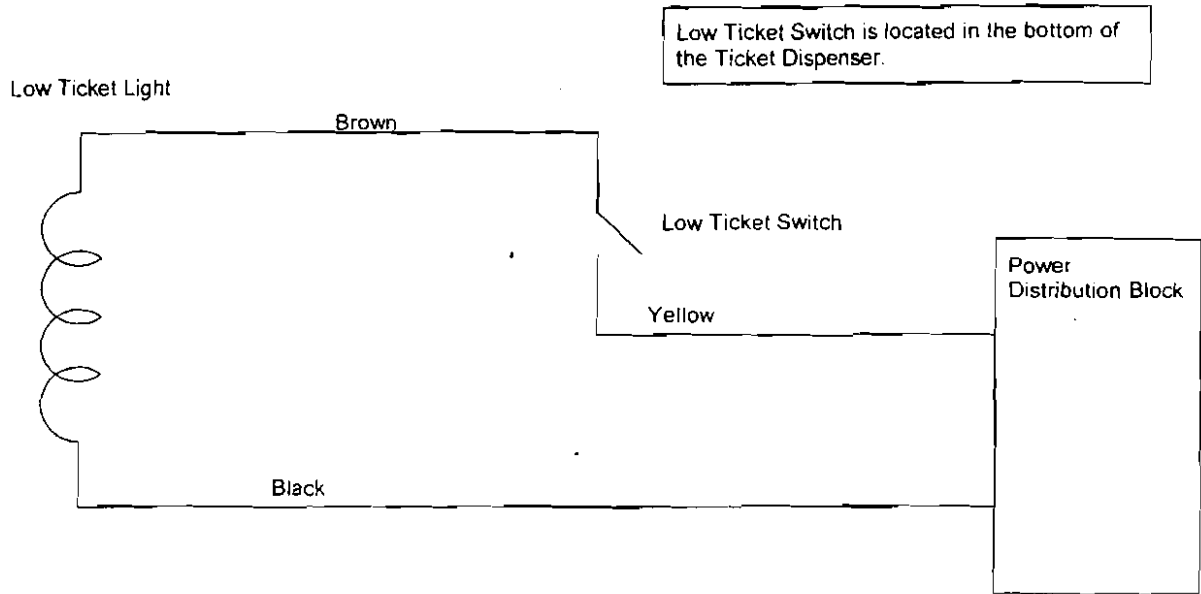 Low Ticket Switch is located in the bottom of
the Ticket Dispenser.
Low Ticket Light
Brown
Low Ticket Switch
Power
Distribution Block
Yellow
Black